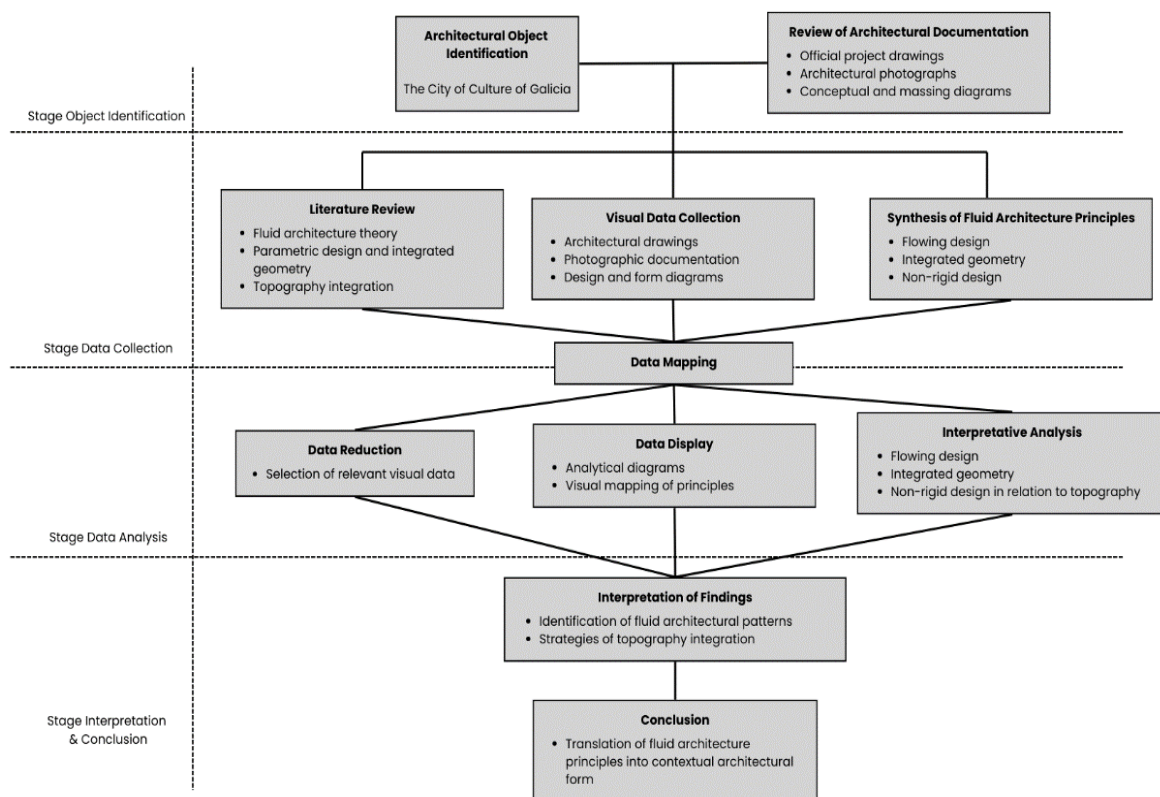 Architectural Object
Identification
The City of Culture of Galicia
Review of Architectural Documentation
• Official project drawings
• Architectural photographs
• Conceptual and massing diagrams
Stage Object Identification
Literature Review
• Fluid architecture theory
• Parametric design and integrated
geometry
• Topography integration
Visual Data Collection
• Architectural drawings
• Photographic documentation
• Design and form diagrams
Synthesis of Fluid Architecture Principles
• Flowing design
• Integrated geometry
• Non-rigid design
Stage Data Collection
Data Mapping
Data Reduction
• Selection of relevant visual data
Data Display
• Analytical diagrams
• Visual mapping of principles
Interpretative Analysis
• Flowing design
• Integrated geometry
• Non-rigid design in relation to topography
Stage Data Analysis
Interpretation of Findings
• Identification of fluid architectural patterns
• Strategies of topography integration
Stage Interpretation
& Conclusion
Conclusion
• Translation of fluid architecture
principles into contextual architectural
form